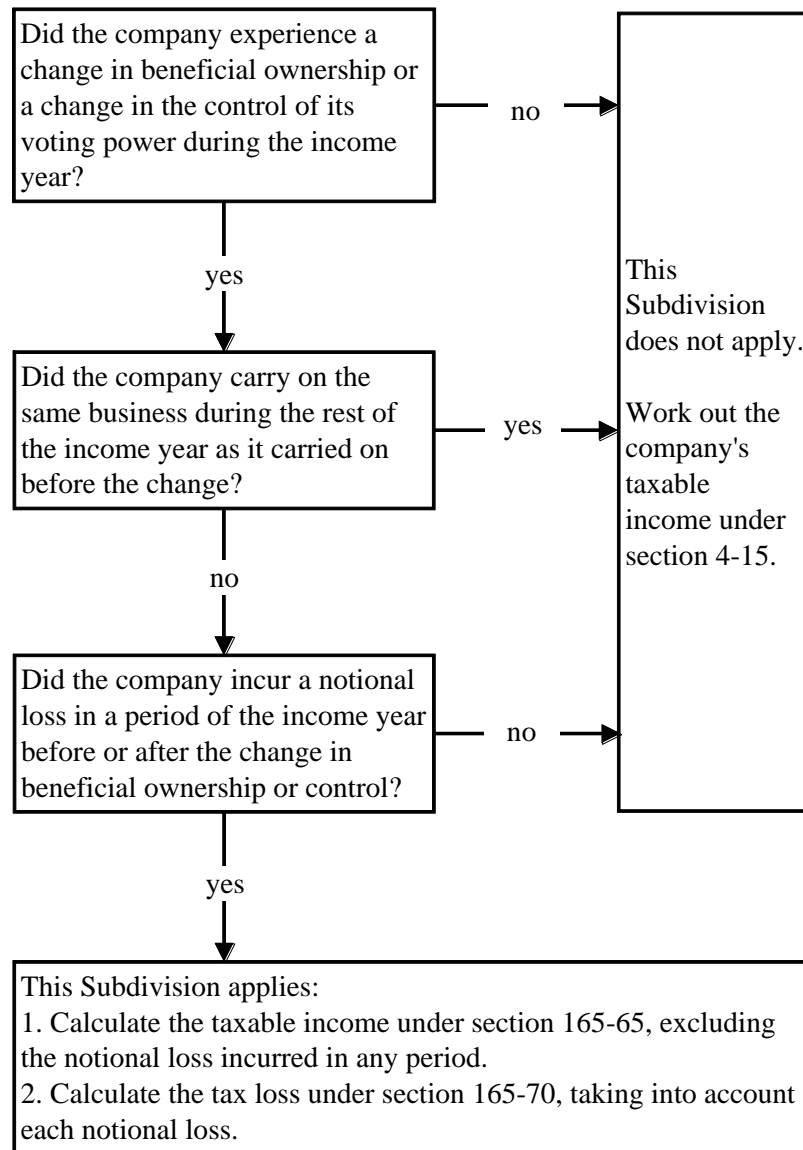 Did the company experience a
change in beneficial ownership or
a change in the control of its
voting power during the income
year?
no
yes
This
Subdivision
does not apply.
Work out the
company's
taxable
income under
section 4-15.
Did the company carry on the
same business during the rest of
the income year as it carried on
before the change?
yes
no
Did the company incur a notional
loss in a period of the income year
before or after the change in
beneficial ownership or control?
no
yes
This Subdivision applies:
1. Calculate the taxable income under section 165-65, excluding
the notional loss incurred in any period.
2. Calculate the tax loss under section 165-70, taking into account
each notional loss.